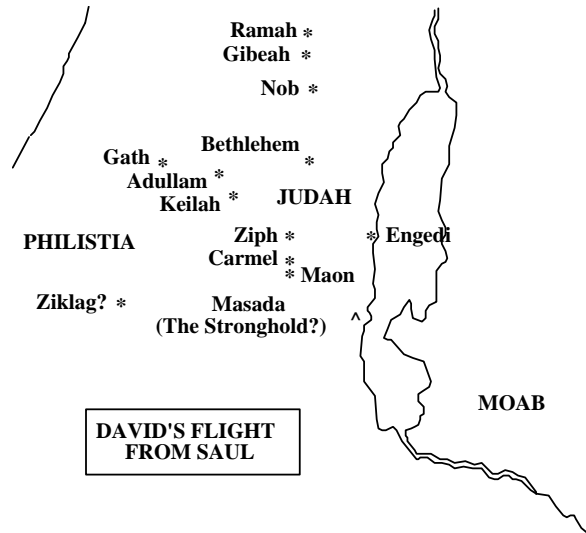 Ramah *
Gibeah *
Nob *
Bethlehem
*
Gath *
Adullam *
Keilah *
JUDAH
PHILISTIA
Ziph *
* Engedi
Carmel *
* Maon
Ziklag? *
Masada
(The Stronghold?) ^
MOAB
DAVID'S FLIGHT
FROM SAUL